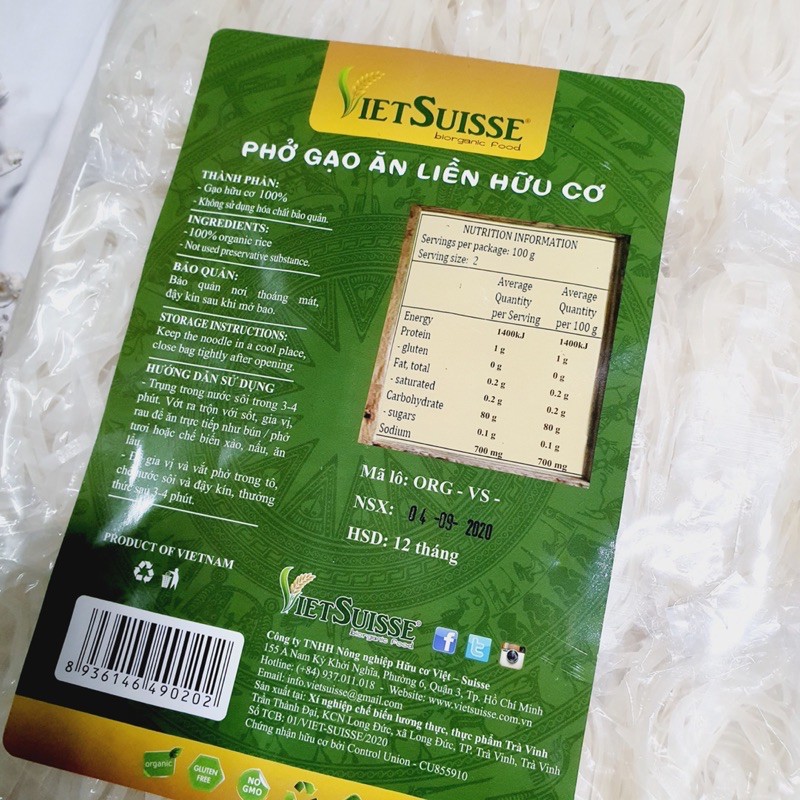 VIETSUISSE®
biorganic food
PHỞ GẠO ĂN LIỀN HỮU CƠ
THÀNH PHẦN:
- Gạo hữu cơ 100%
- Không sử dụng hóa chất bảo quản.
INGREDIENTS:
-100% organic rice
- Not used preservative substance.
BẢO QUẢN:
Bảo quản nơi thoáng mát,
đậy kín sau khi mở bao.
STORAGE INSTRUCTIONS:
Keep the noodle in a cool place,
close bag tightly after opening.
HƯỚNG DẪN SỬ DỤNG
- Trụng trong nước sôi trong 3-4
phút. Vớt ra trộn với sốt, gia vị,
rau để ăn trực tiếp như bún / phở
tươi hoặc chế biến xào, nấu, ăn
lẩu
- Để gia vị và vắt phở trong tô,
chế nước sôi và đậy kín, thưởng
thức sau 3-4 phút.
NUTRITION INFORMATION
Servings per package: 100 g
Serving size: 2
Average Quantity per Serving
Average Quantity per 100 g
Energy 1400kJ 1400kJ
Protein 1 g 1 g
- gluten 0 g 0 g
Fat, total 0.2 g 0.2 g
- saturated 0.2 g 0.2 g
Carbohydrate 80 g 80 g
- sugars 0.1 g 0.1 g
Sodium 700 mg 700 mg
Mã lô: ORG - VS -
NSX: 04 -09- 2020
HSD: 12 tháng
PRODUCT OF VIETNAM
8 936146 490202
VIETSUISSE®
biorganic food
Công ty TNHH Nông nghiệp Hữu cơ Việt – Suisse
155 A Nam Kỳ Khởi Nghĩa, Phường 6, Quận 3, Tp. Hồ Chí Minh
Hotline: (+84) 937.011.018 - Website: www.vietsuisse.com.vn
Email: info.vietsuisse@gmail.com
Sản xuất tại: Xí nghiệp chế biến lương thực, thực phẩm Trà Vinh
Trần Thành Đại, KCN Long Đức, xã Long Đức, TP, Trà Vinh, Trà Vinh
Số TCB: 01/VIET-SUISSE/2020
Chứng nhận hữu cơ bởi Control Union - CU855910
organic
GLUTEN
FREE
NO
GMO